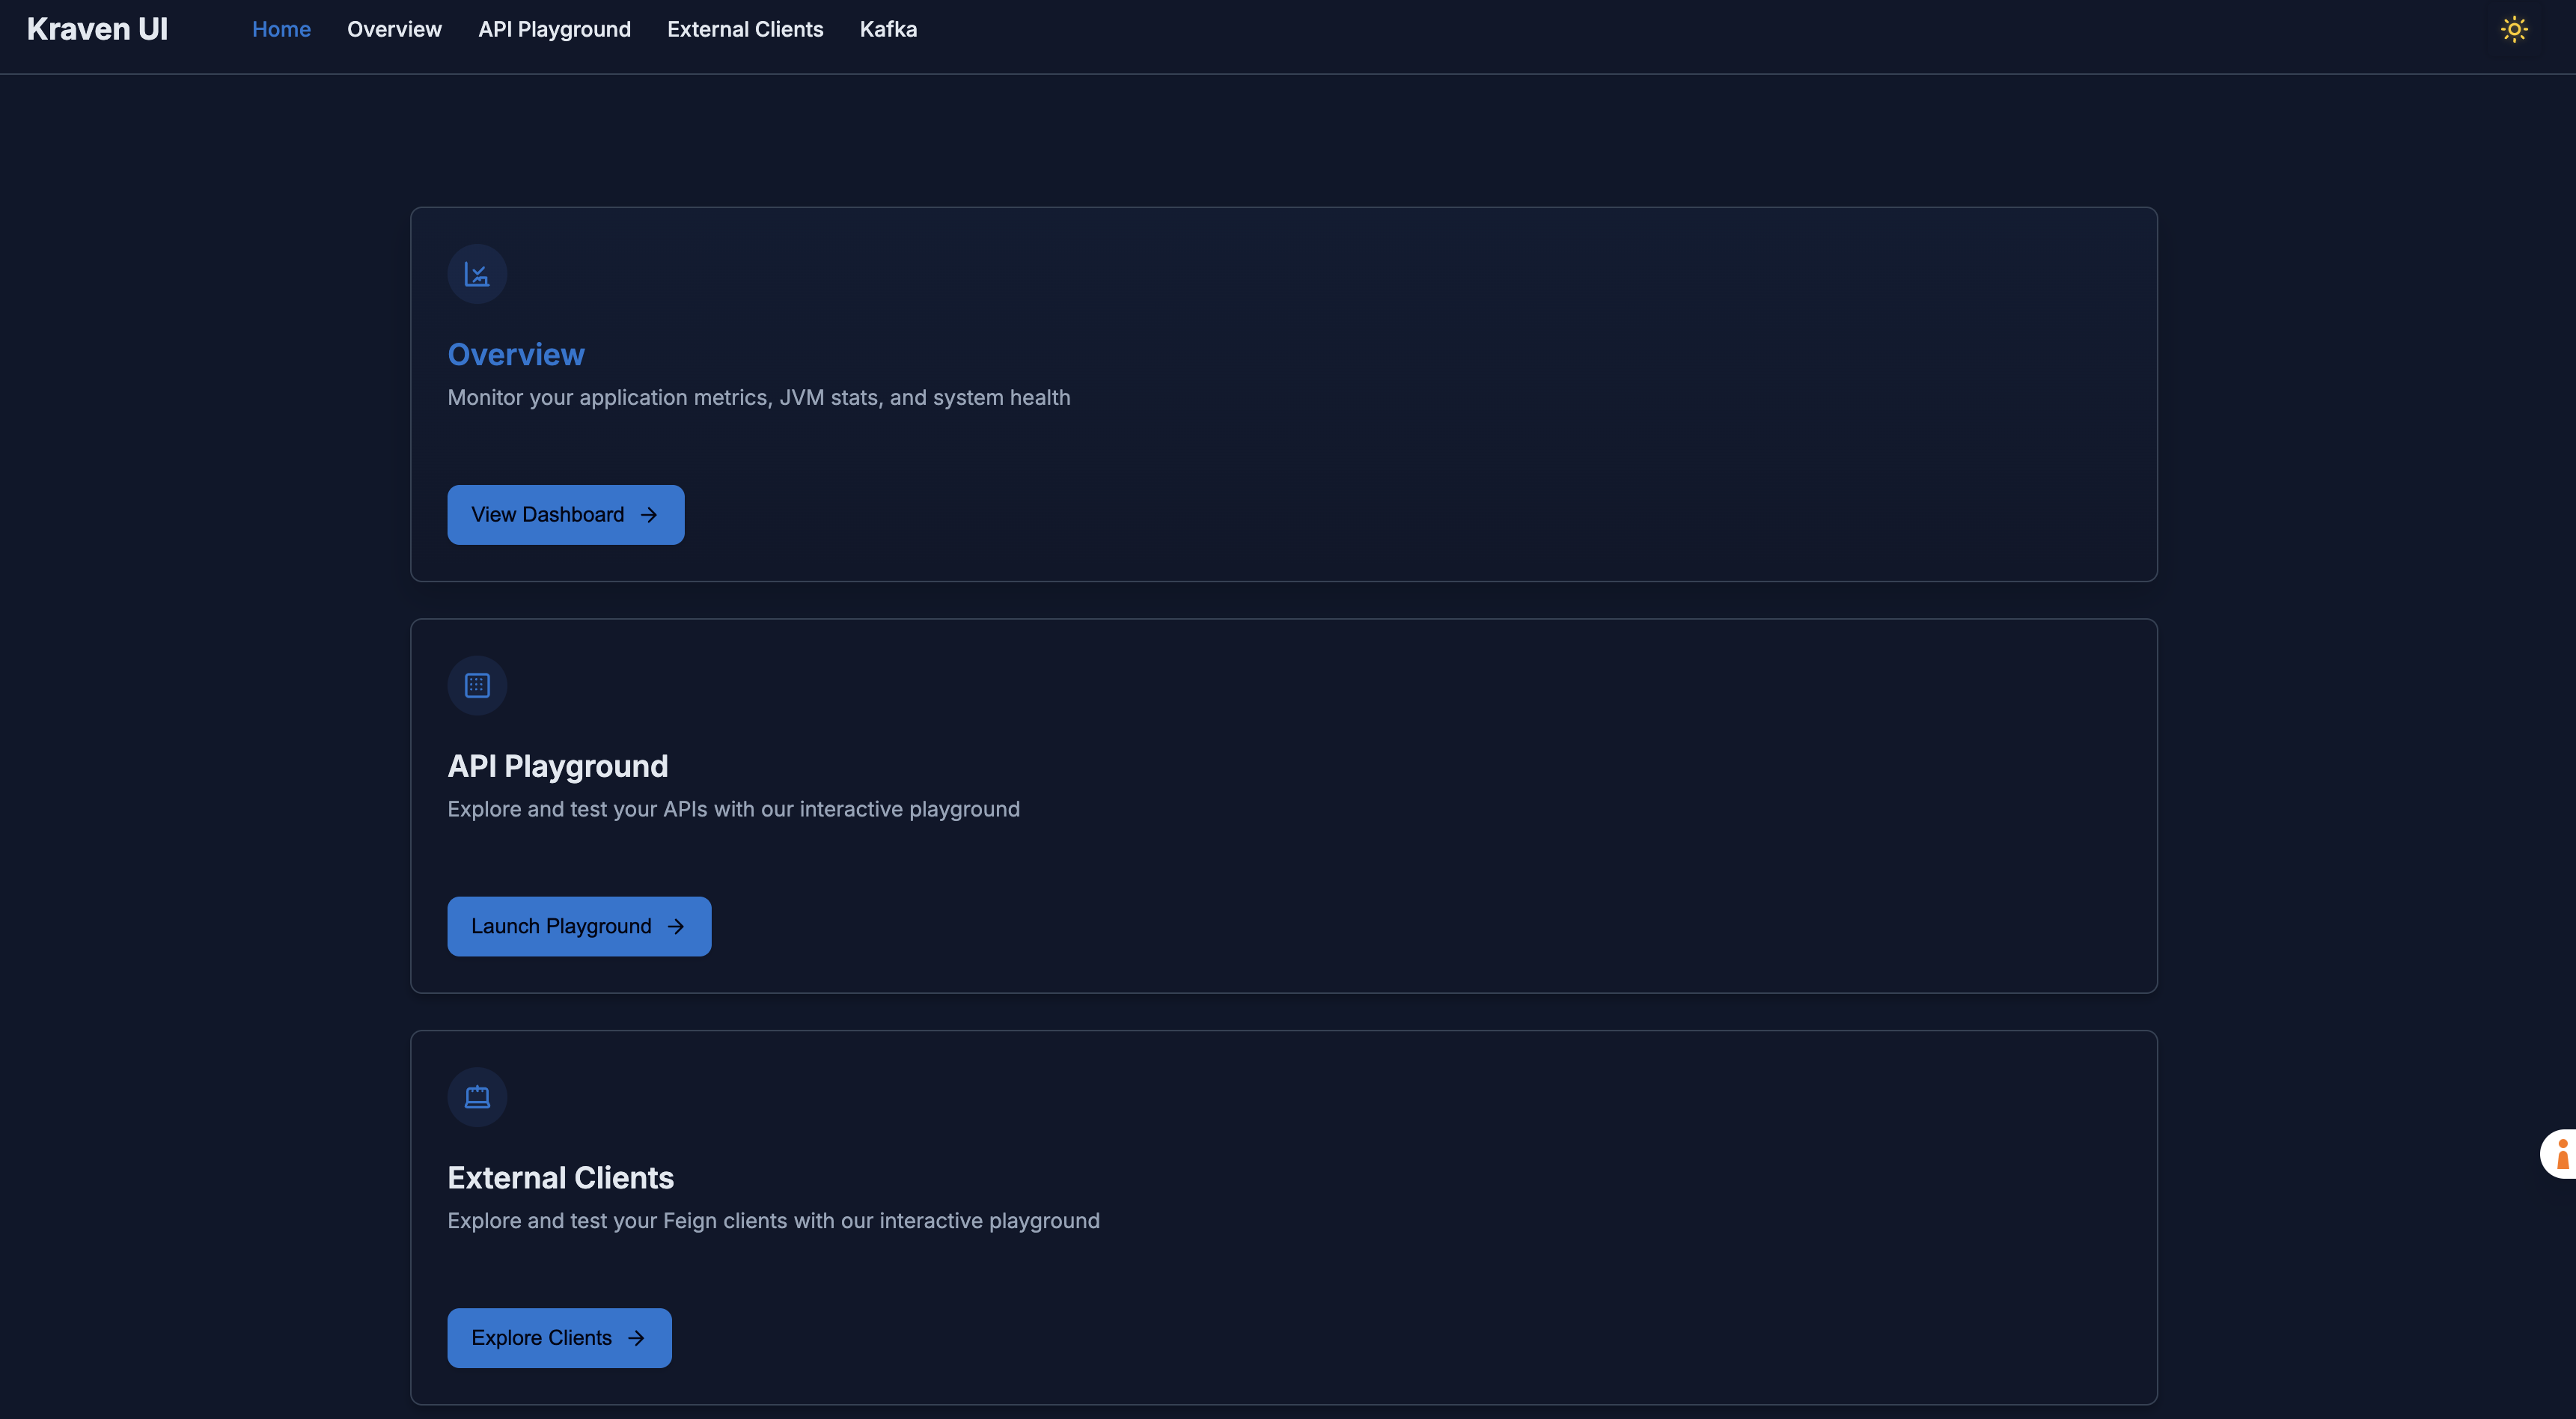 Kraven UI
Home
Overview
API Playground
External Clients
Kafka
Overview
Monitor your application metrics, JVM stats, and system health
View Dashboard
API Playground
Explore and test your APIs with our interactive playground
Launch Playground
External Clients
Explore and test your Feign clients with our interactive playground
Explore Clients